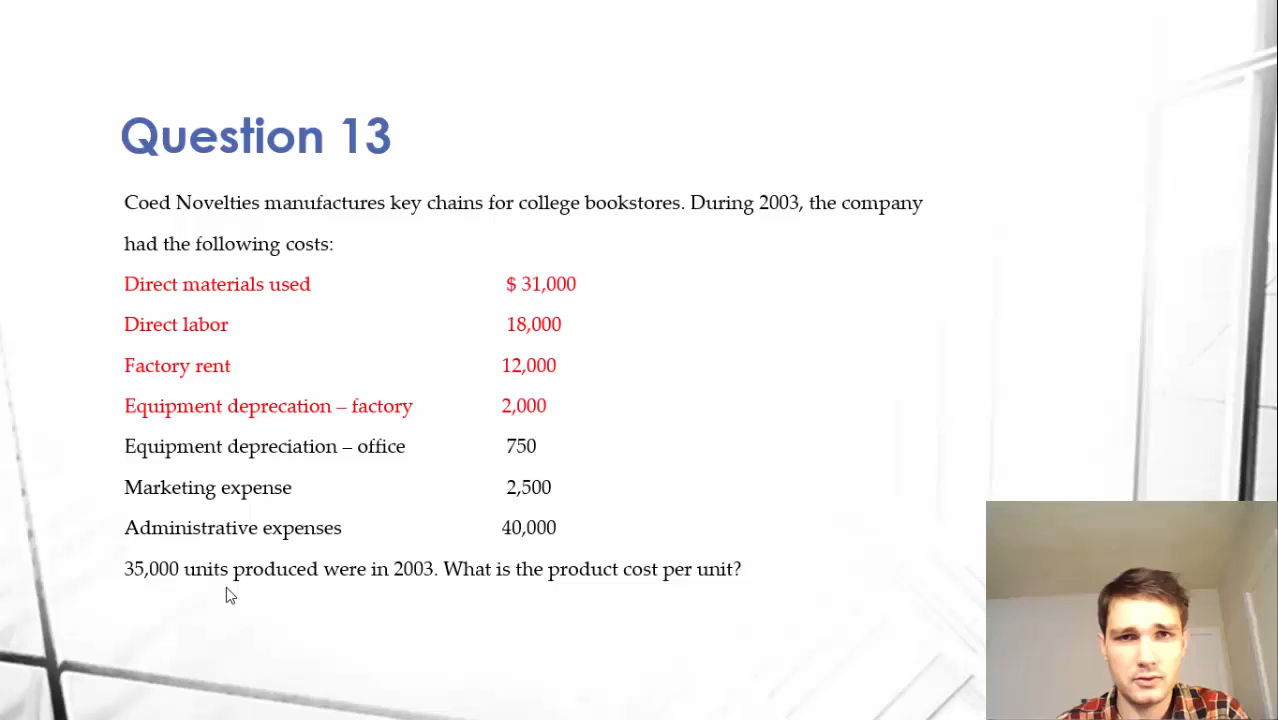 Question 13
Coed Novelties manufactures key chains for college bookstores. During 2003, the company
had the following costs:
Direct materials used $ 31,000
Direct labor 18,000
Factory rent 12,000
Equipment deprecation – factory 2,000
Equipment depreciation – office 750
Marketing expense 2,500
Administrative expenses 40,000
35,000 units produced were in 2003. What is the product cost per unit?